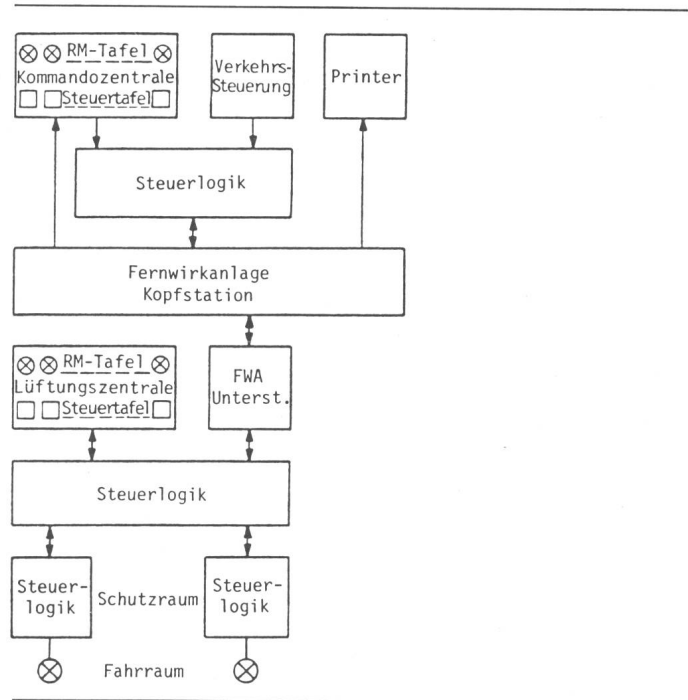 RM-Tafel
Kommandozentrale
Steuertafel
Verkehrs-
Steuerung
Printer
Steuerlogik
Fernwirkanlage
Kopfstation
RM-Tafel
Lüftungszentrale
Steuertafel
FWA
Unterst.
Steuerlogik
Steuer-
logik
Schutzraum
Steuer-
logik
Fahrraum